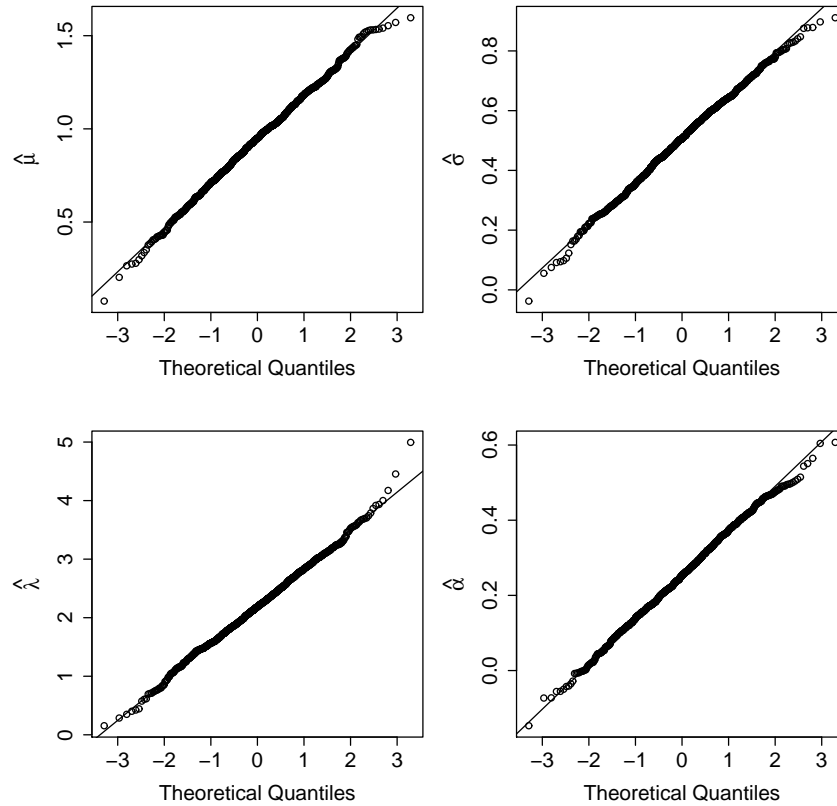 0.5 1.0 1.5
μ̂
−3 −2 −1 0 1 2 3
Theoretical Quantiles
0.0 0.2 0.4 0.6 0.8
σ̂
−3 −2 −1 0 1 2 3
Theoretical Quantiles
0 1 2 3 4 5
λ̂
−3 −2 −1 0 1 2 3
Theoretical Quantiles
0.0 0.2 0.4 0.6
α̂
−3 −2 −1 0 1 2 3
Theoretical Quantiles